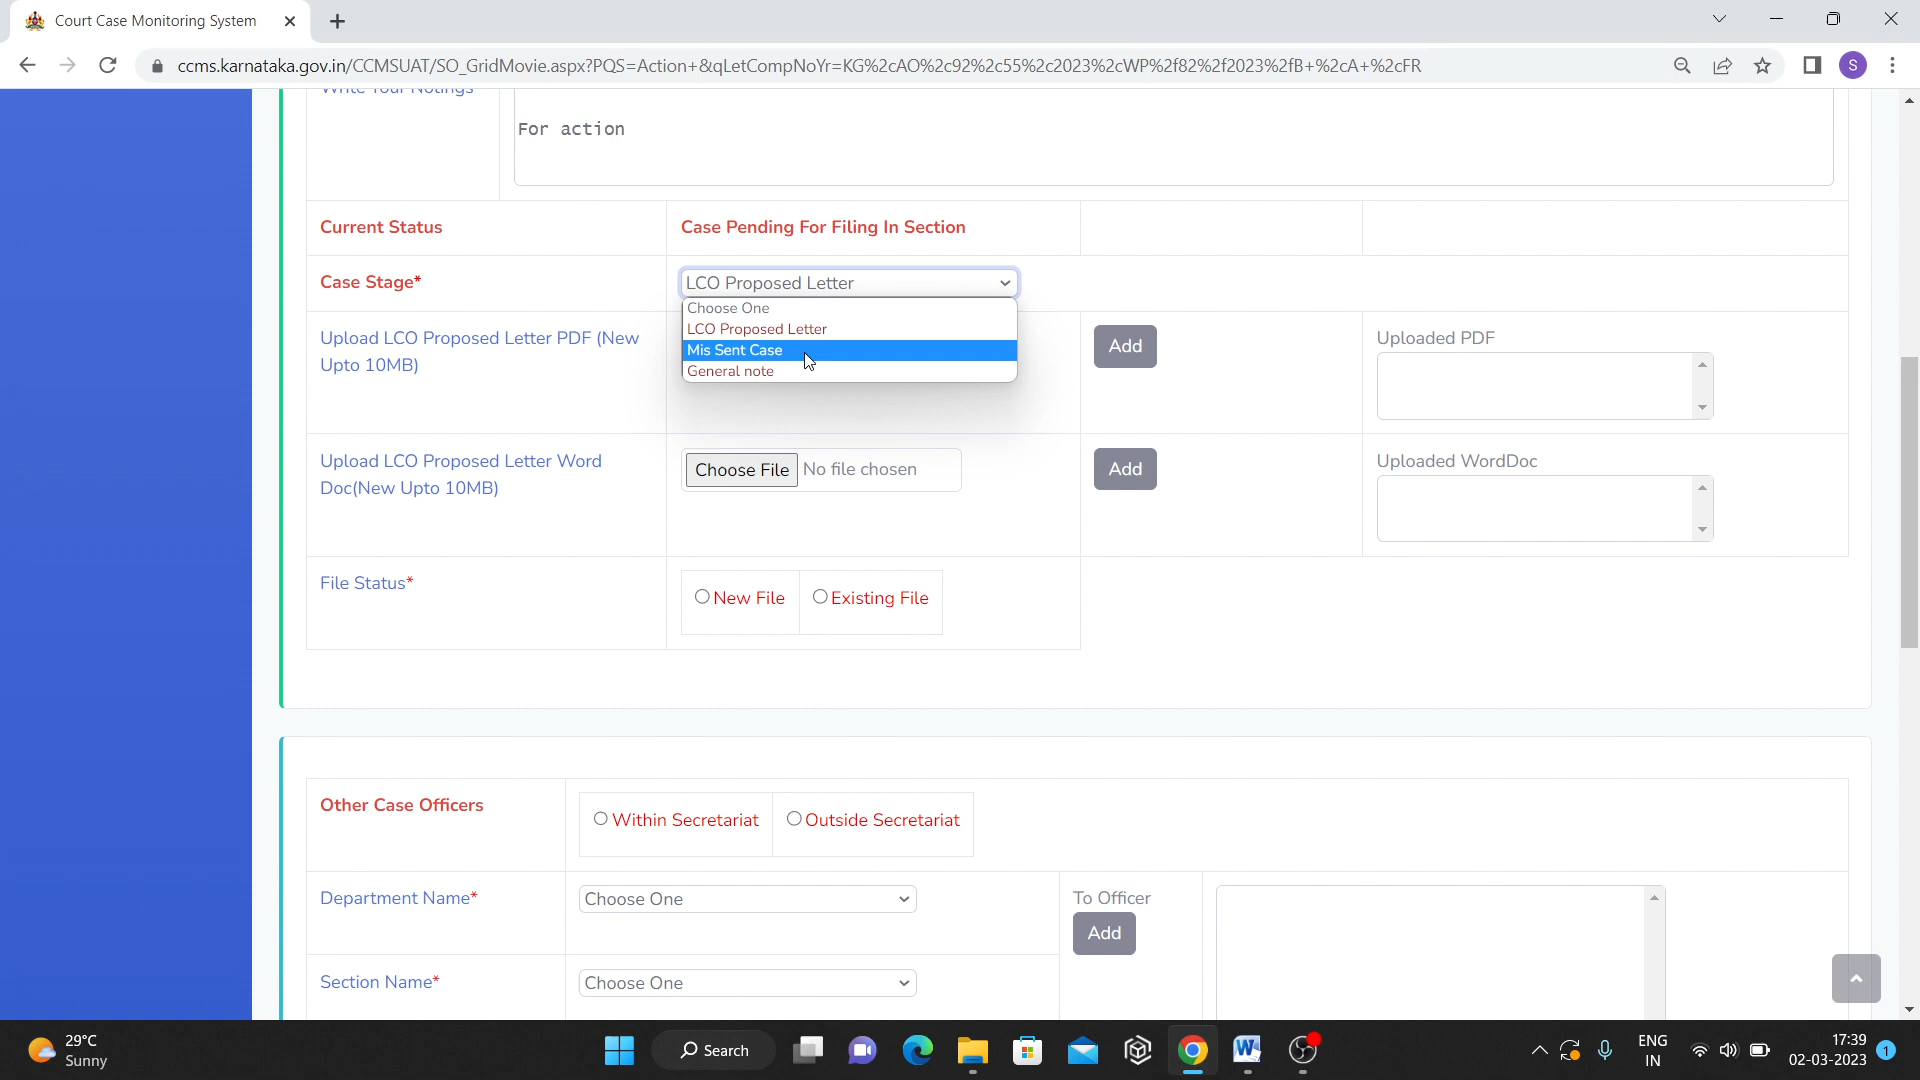 Court Case Monitoring System
ccms.karnataka.gov.in/CCMSUAT/SO_GridMovie.aspx?PQS=Action+&qLetCompNoYr=KG%2cAO%2c92%2c55%2c2023%2cWP%2f82%2f2023%2fB+%2cA+%2cFR
S
Write Your Notings
For action
Current Status
Case Pending For Filing In Section
Case Stage*
LCO Proposed Letter
Choose One
LCO Proposed Letter
Mis Sent Case
General note
Upload LCO Proposed Letter PDF (New
Upto 10MB)
Add
Uploaded PDF
Upload LCO Proposed Letter Word
Doc(New Upto 10MB)
Choose File No file chosen
Add
Uploaded WordDoc
File Status*
New File
Existing File
Other Case Officers
Within Secretariat
Outside Secretariat
Department Name*
Choose One
To Officer
Add
Section Name*
Choose One
29°C
Sunny
Search
ENG
IN
17:39
02-03-2023
1